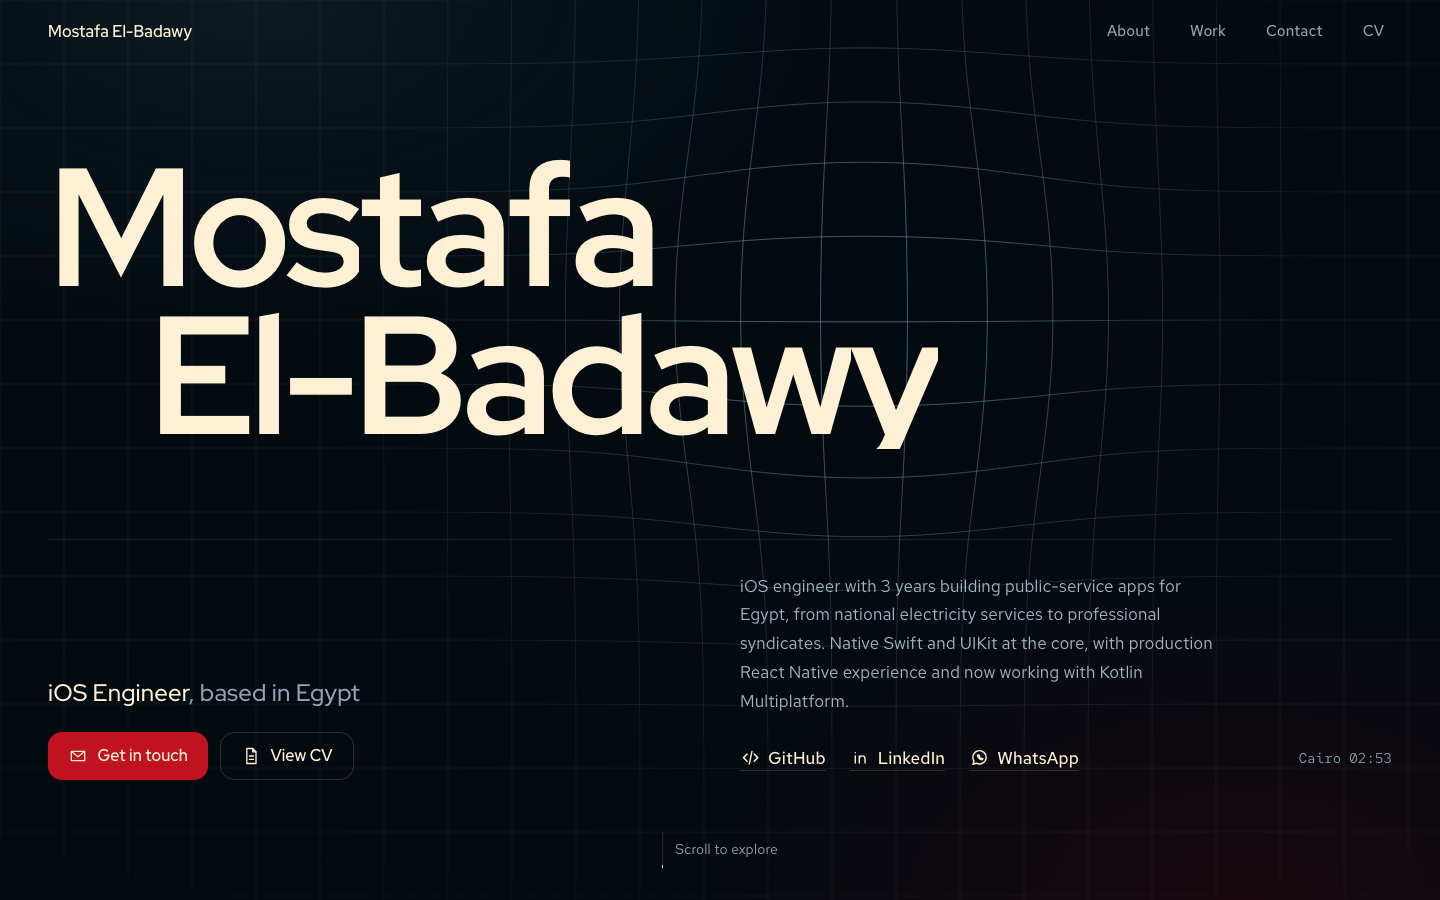 Mostafa El-Badawy
About Work Contact CV
Mostafa
El-Badawy
iOS engineer with 3 years building public-service apps for
Egypt, from national electricity services to professional
syndicates. Native Swift and UIKit at the core, with production
React Native experience and now working with Kotlin
Multiplatform.
iOS Engineer, based in Egypt
Get in touch View CV
GitHub LinkedIn WhatsApp
Cairo 02:53
Scroll to explore